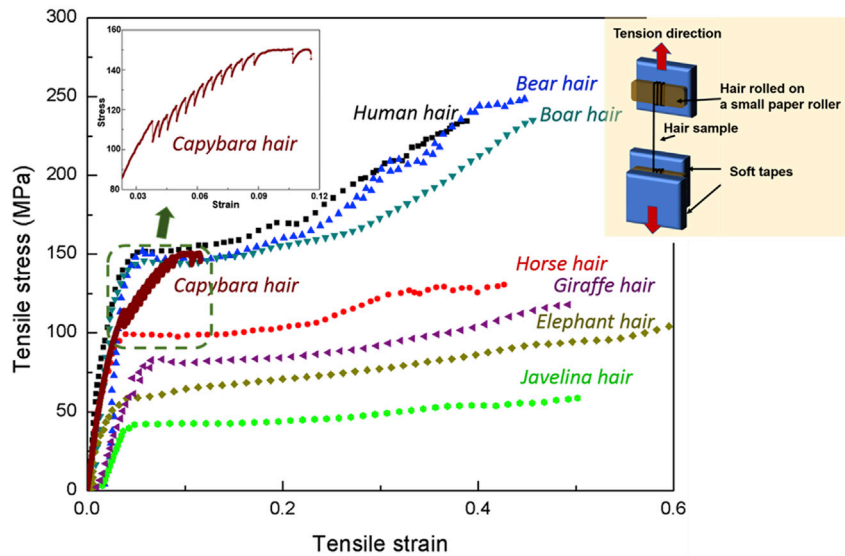 300
250
200
150
100
50
0
Tensile stress (MPa)
0.0
0.2
0.4
0.6
Tensile strain
160
140
120
100
80
Stress
0.03
0.06
0.09
0.12
Strain
Capybara hair
Human hair
Bear hair
Boar hair
Capybara hair
Horse hair
Giraffe hair
Elephant hair
Javelina hair
Tension direction
Hair rolled on
a small paper roller
Hair sample
Soft tapes